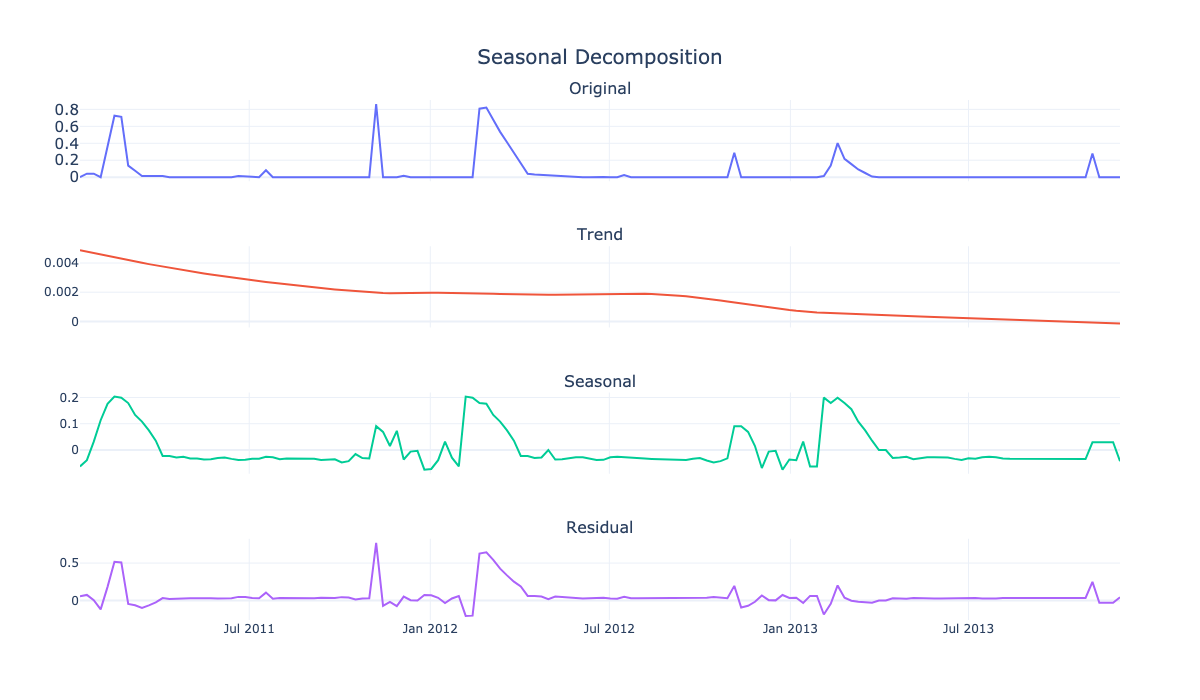 Seasonal Decomposition
Original
0.8
0.6
0.4
0.2
0
Trend
0.004
0.002
0
Seasonal
0.2
0.1
0
Residual
0.5
0
Jul 2011 Jan 2012 Jul 2012 Jan 2013 Jul 2013